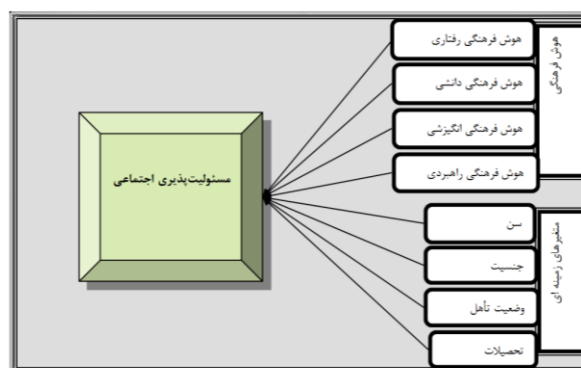 هوش فرهنگی
هوش فرهنگی رفتاری
هوش فرهنگی دانشی
هوش فرهنگی انگیزشی
هوش فرهنگی راهبردی
مسئولیت‌پذیری اجتماعی
متغیرهای زمینه ای
سن
جنسیت
وضعیت تأهل
تحصیلات